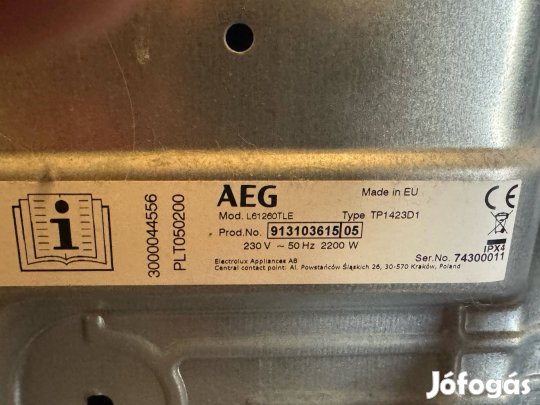 3000044556
PLT050200
AEG
Made in EU
Mod. L61260TLE Type TP1423D1
Prod.No. 913103615 05
230 V ~ 50 Hz 2200 W
IPX4
Electrolux Appliances AB
Ser.No. 74300011
Central contact point: Al. Powstańców Śląskich 26, 30-570 Kraków, Poland
CE
Jófogás